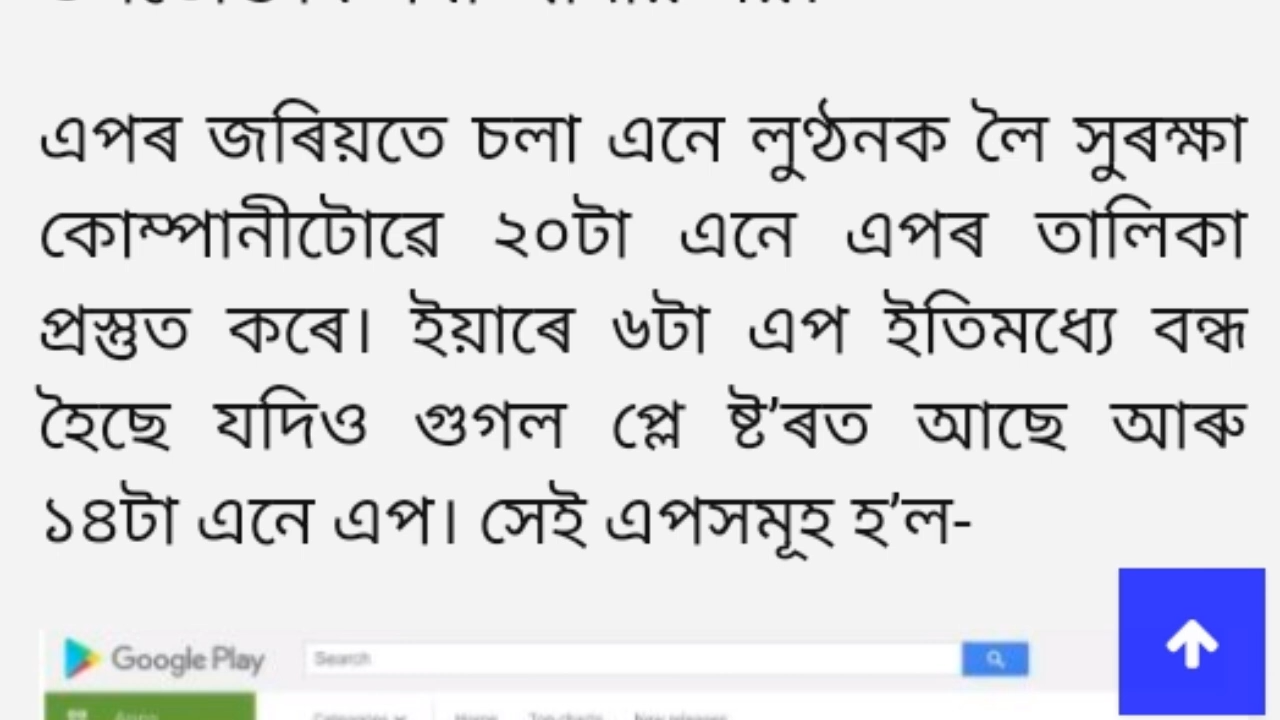 এপৰ জৰিয়তে চলা এনে লুণ্ঠনক লৈ সুৰক্ষা
কোম্পানীটোৱে ২০টা এনে এপৰ তালিকা
প্ৰস্তুত কৰে। ইয়াৰে ৬টা এপ ইতিমধ্যে বন্ধ
হৈছে যদিও গুগল প্লে ষ্ট’ৰত আছে আৰু
১৪টা এনে এপ। সেই এপসমূহ হ’ল-
Google Play Search